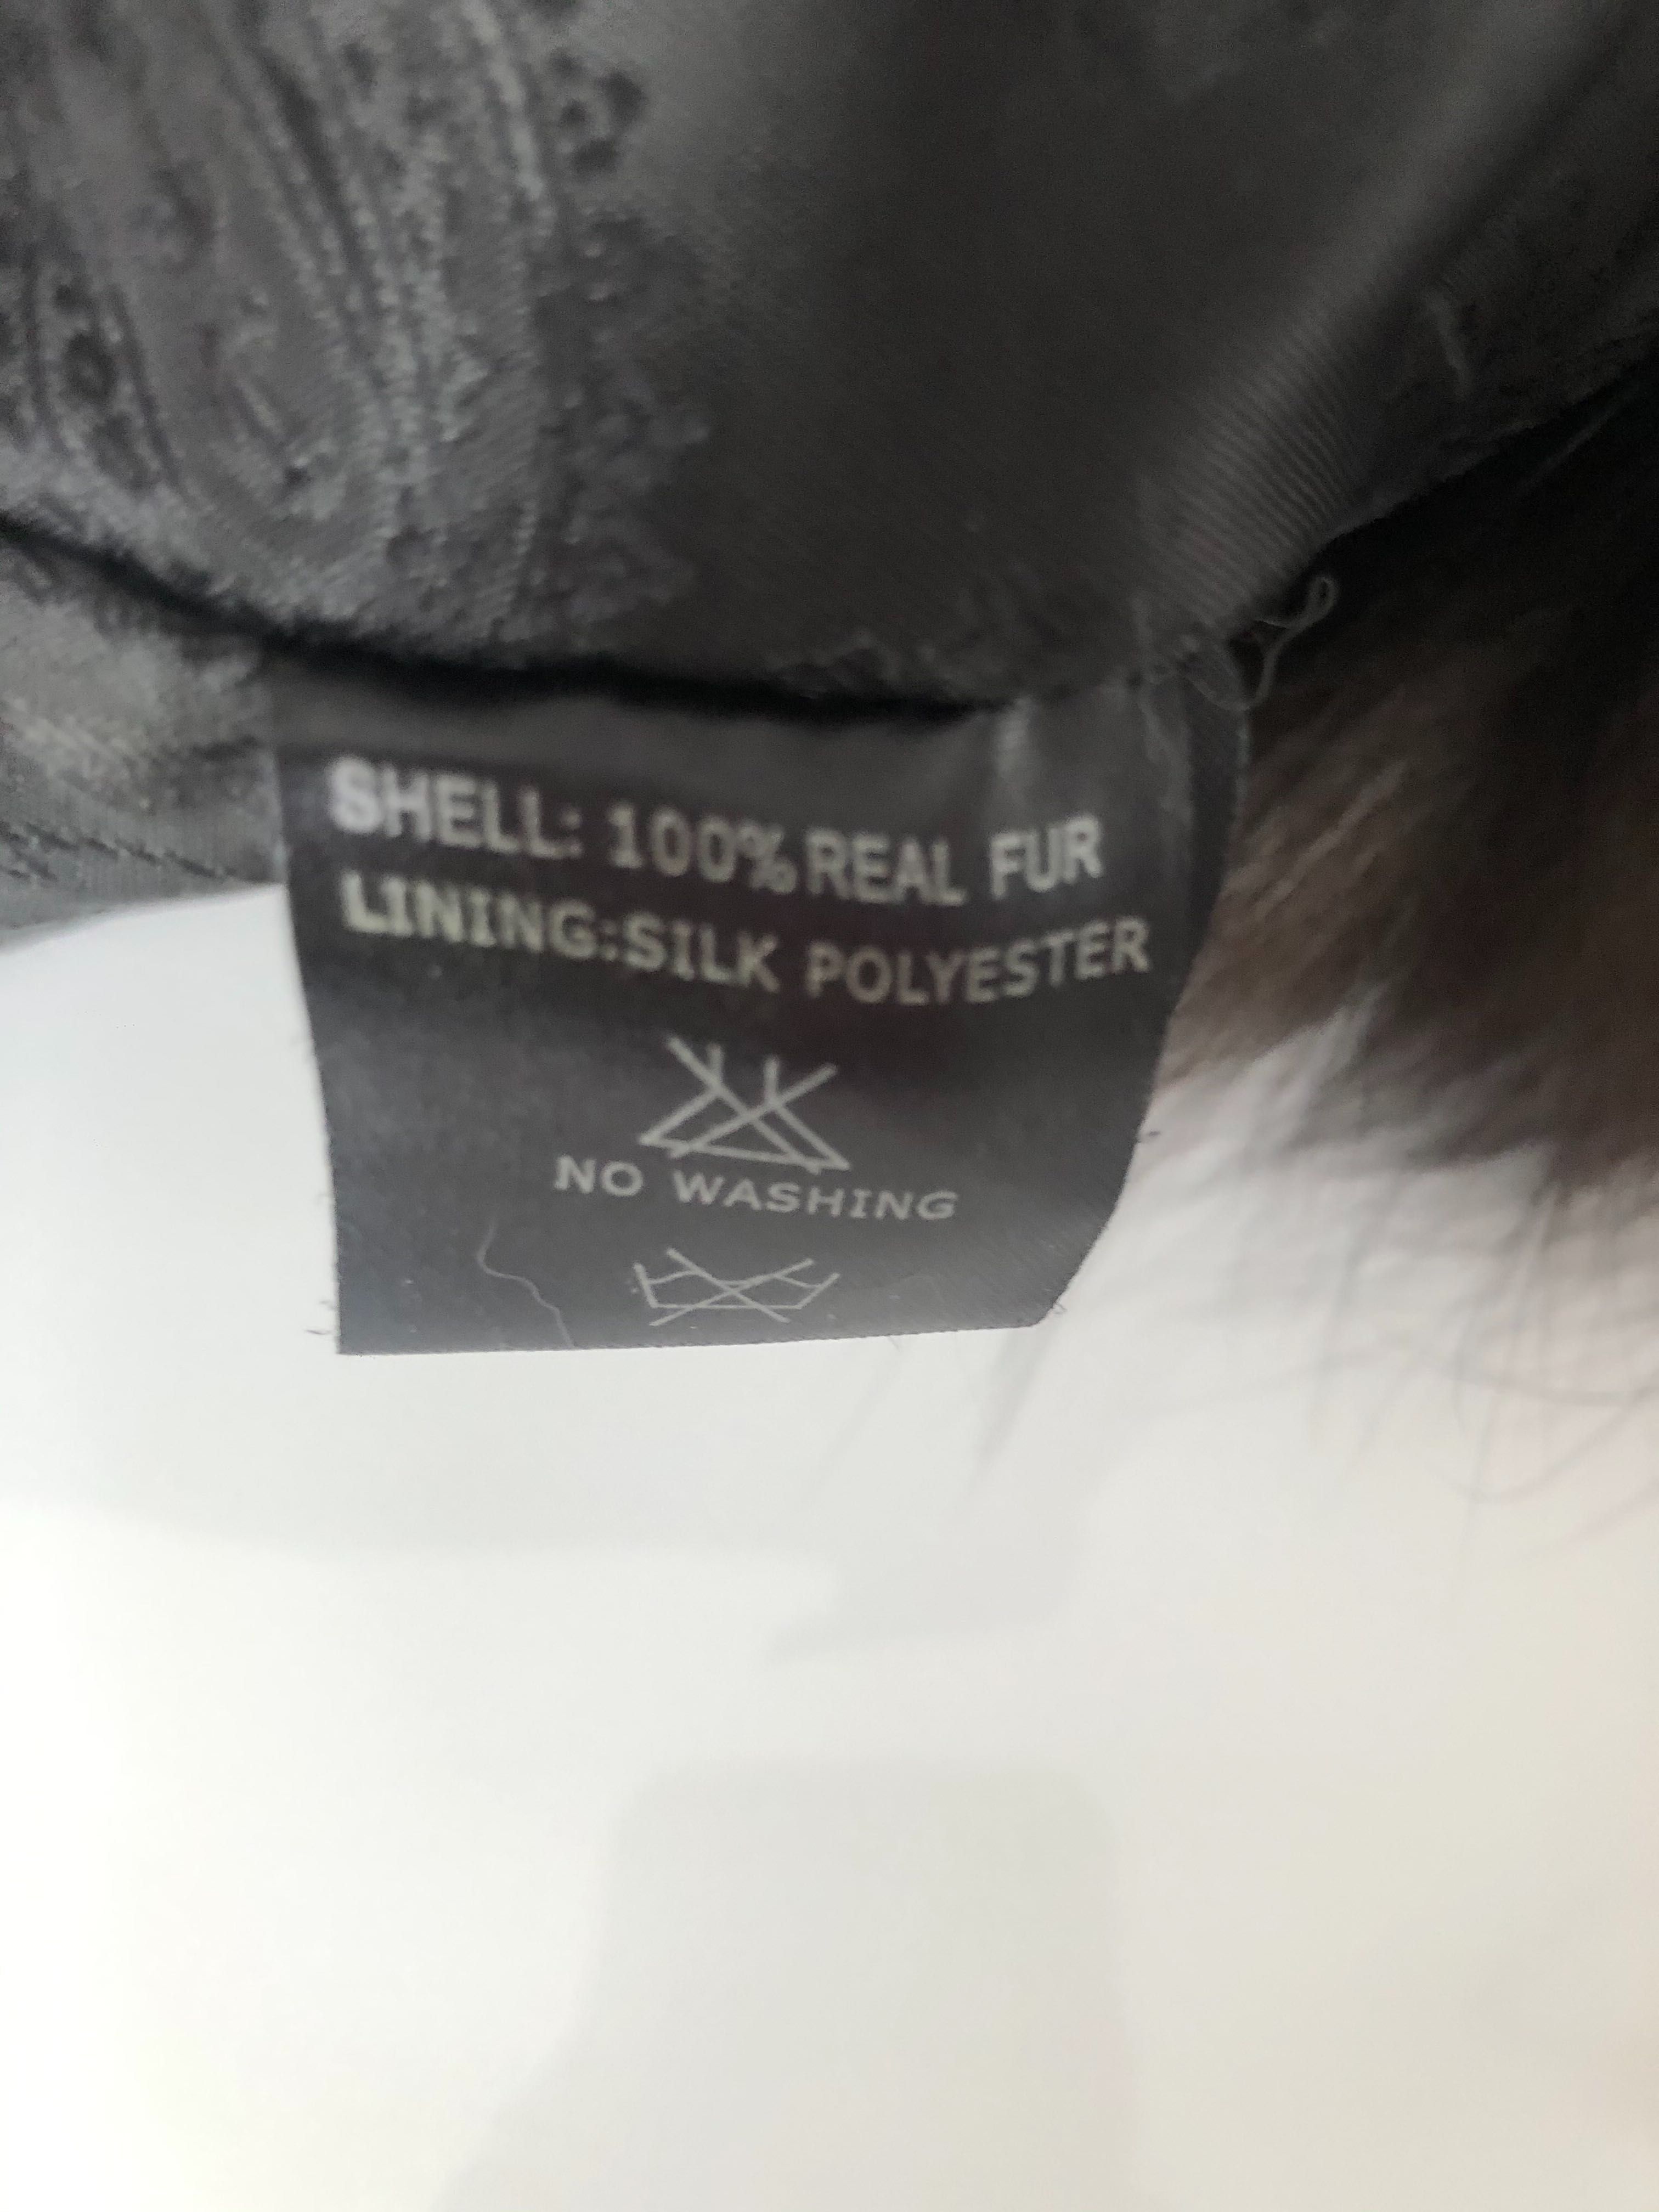 SHELL: 100% REAL FUR
LINING:SILK POLYESTER
NO WASHING